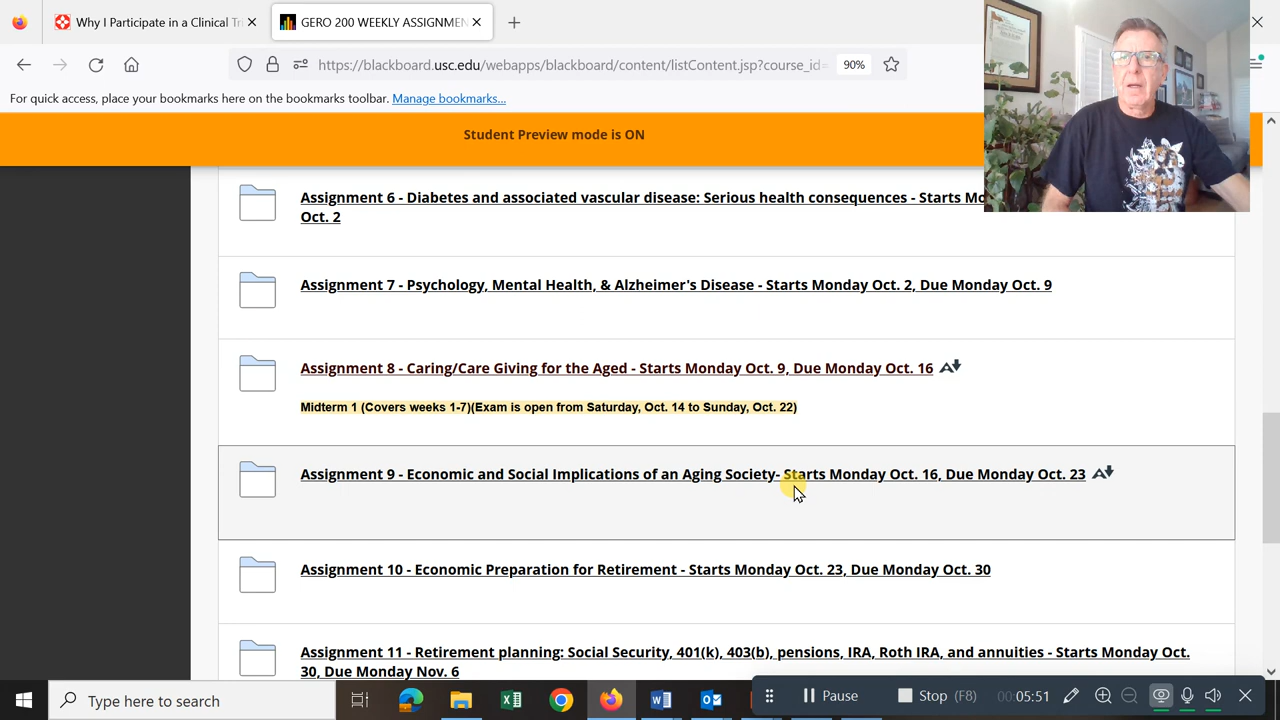 Why I Participate in a Clinical Tri
GERO 200 WEEKLY ASSIGNMEN
https://blackboard.usc.edu/webapps/blackboard/content/listContent.jsp?course_id=
90%
For quick access, place your bookmarks here on the bookmarks toolbar. Manage bookmarks...
Student Preview mode is ON
Assignment 6 - Diabetes and associated vascular disease: Serious health consequences - Starts Mo
Oct. 2
Assignment 7 - Psychology, Mental Health, & Alzheimer's Disease - Starts Monday Oct. 2, Due Monday Oct. 9
Assignment 8 - Caring/Care Giving for the Aged - Starts Monday Oct. 9, Due Monday Oct. 16
Midterm 1 (Covers weeks 1-7)(Exam is open from Saturday, Oct. 14 to Sunday, Oct. 22)
Assignment 9 - Economic and Social Implications of an Aging Society- Starts Monday Oct. 16, Due Monday Oct. 23
Assignment 10 - Economic Preparation for Retirement - Starts Monday Oct. 23, Due Monday Oct. 30
Assignment 11 - Retirement planning: Social Security, 401(k), 403(b), pensions, IRA, Roth IRA, and annuities - Starts Monday Oct.
30, Due Monday Nov. 6
Type here to search
Pause
Stop (F8)
00:05:51